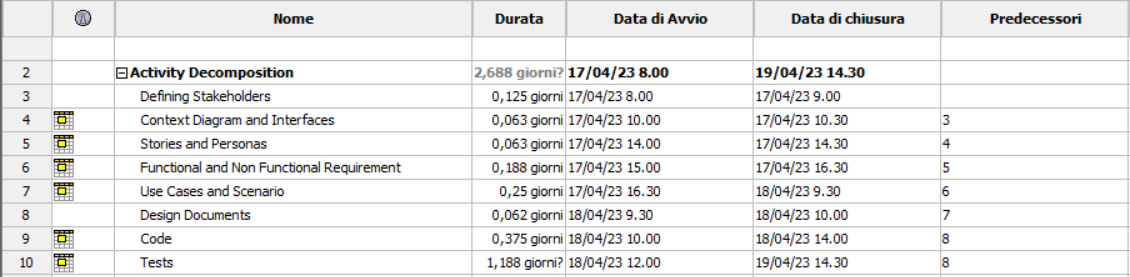 Nome Durata Data di Avvio Data di chiusura Predecessori
2 Activity Decomposition 2,688 giorni? 17/04/23 8.00 19/04/23 14.30
3 Defining Stakeholders 0,125 giorni 17/04/23 8.00 17/04/23 9.00
4 Context Diagram and Interfaces 0,063 giorni 17/04/23 10.00 17/04/23 10.30 3
5 Stories and Personas 0,063 giorni 17/04/23 14.00 17/04/23 14.30 4
6 Functional and Non Functional Requirement 0,188 giorni 17/04/23 15.00 17/04/23 16.30 5
7 Use Cases and Scenario 0,25 giorni 17/04/23 16.30 18/04/23 9.30 6
8 Design Documents 0,062 giorni 18/04/23 9.30 18/04/23 10.00 7
9 Code 0,375 giorni 18/04/23 10.00 18/04/23 14.00 8
10 Tests 1,188 giorni? 18/04/23 12.00 19/04/23 14.30 8